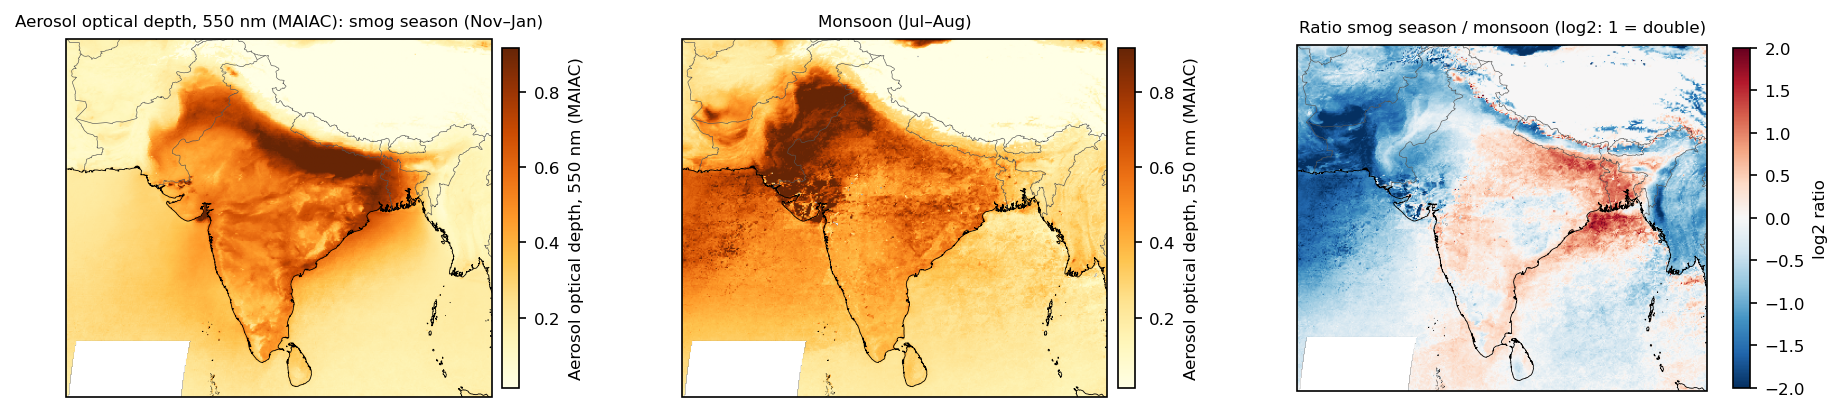 Aerosol optical depth, 550 nm (MAIAC): smog season (Nov–Jan)
0.8
0.6
0.4
0.2
Aerosol optical depth, 550 nm (MAIAC)
Monsoon (Jul–Aug)
0.8
0.6
0.4
0.2
Aerosol optical depth, 550 nm (MAIAC)
Ratio smog season / monsoon (log2: 1 = double)
2.0
1.5
1.0
0.5
0.0
−0.5
−1.0
−1.5
−2.0
log2 ratio